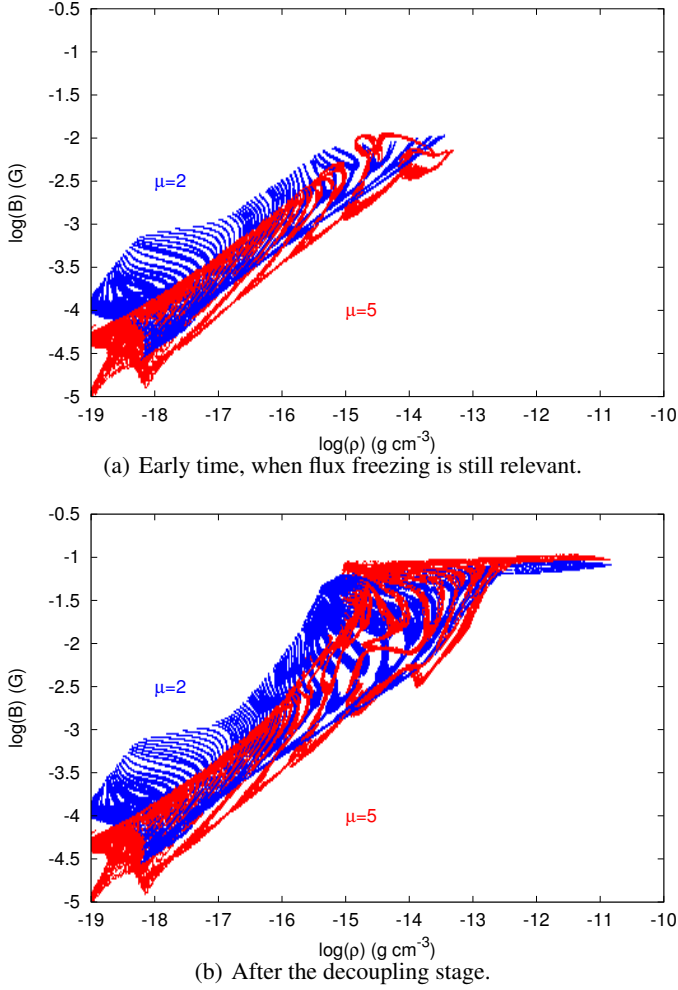 -0.5
-1
-1.5
-2
-2.5
-3
-3.5
-4
-4.5
-5
log(B) (G)
μ=2
μ=5
-19 -18 -17 -16 -15 -14 -13 -12 -11 -10
log(ρ) (g cm-3)
(a) Early time, when flux freezing is still relevant.
-0.5
-1
-1.5
-2
-2.5
-3
-3.5
-4
-4.5
-5
log(B) (G)
μ=2
μ=5
-19 -18 -17 -16 -15 -14 -13 -12 -11 -10
log(ρ) (g cm-3)
(b) After the decoupling stage.